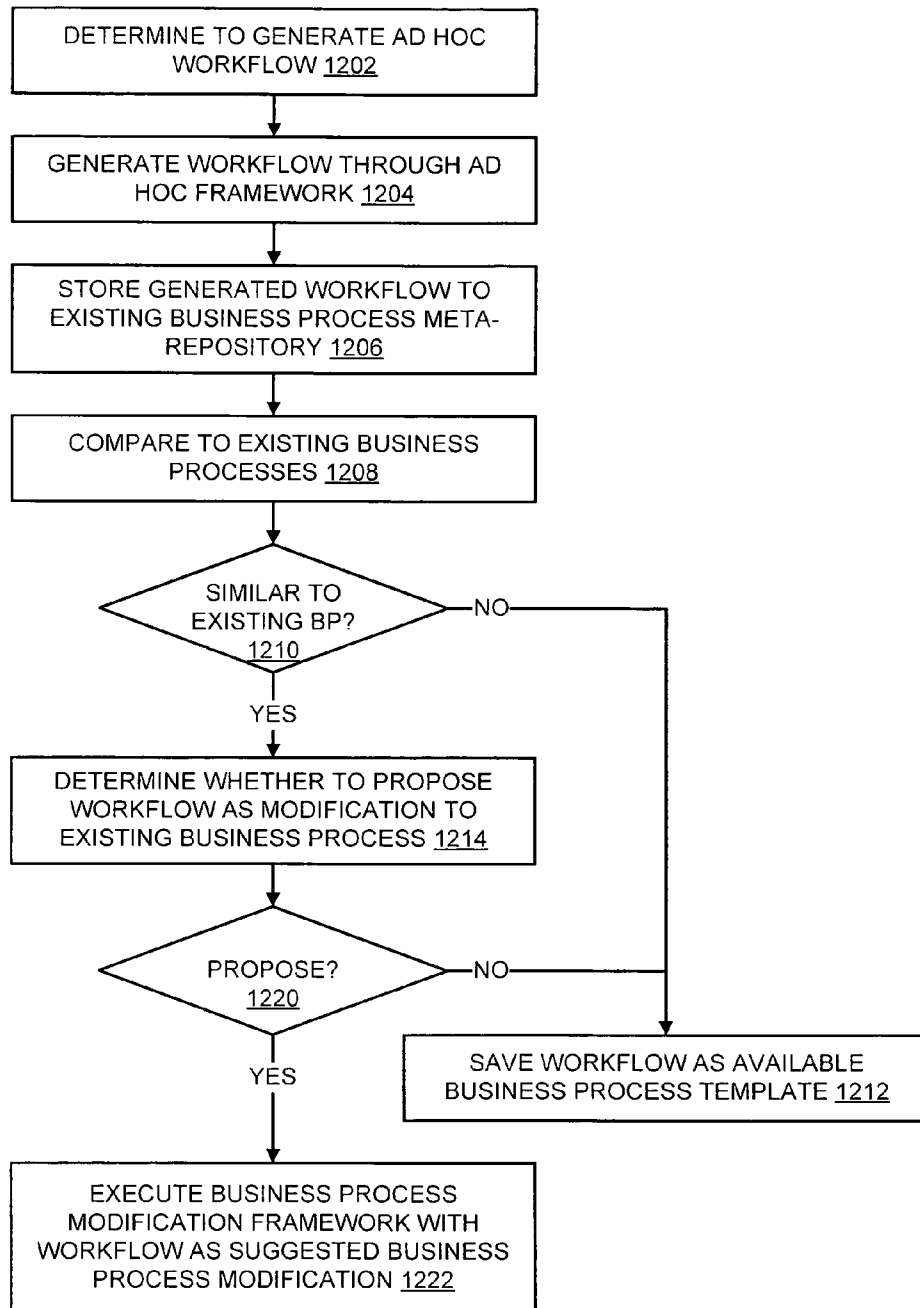 DETERMINE TO GENERATE AD HOC
WORKFLOW 1202
GENERATE WORKFLOW THROUGH AD
HOC FRAMEWORK 1204
STORE GENERATED WORKFLOW TO
EXISTING BUSINESS PROCESS META-
REPOSITORY 1206
COMPARE TO EXISTING BUSINESS
PROCESSES 1208
SIMILAR TO
EXISTING BP?
1210
NO
YES
DETERMINE WHETHER TO PROPOSE
WORKFLOW AS MODIFICATION TO
EXISTING BUSINESS PROCESS 1214
PROPOSE?
1220
NO
YES
SAVE WORKFLOW AS AVAILABLE
BUSINESS PROCESS TEMPLATE 1212
EXECUTE BUSINESS PROCESS
MODIFICATION FRAMEWORK WITH
WORKFLOW AS SUGGESTED BUSINESS
PROCESS MODIFICATION 1222